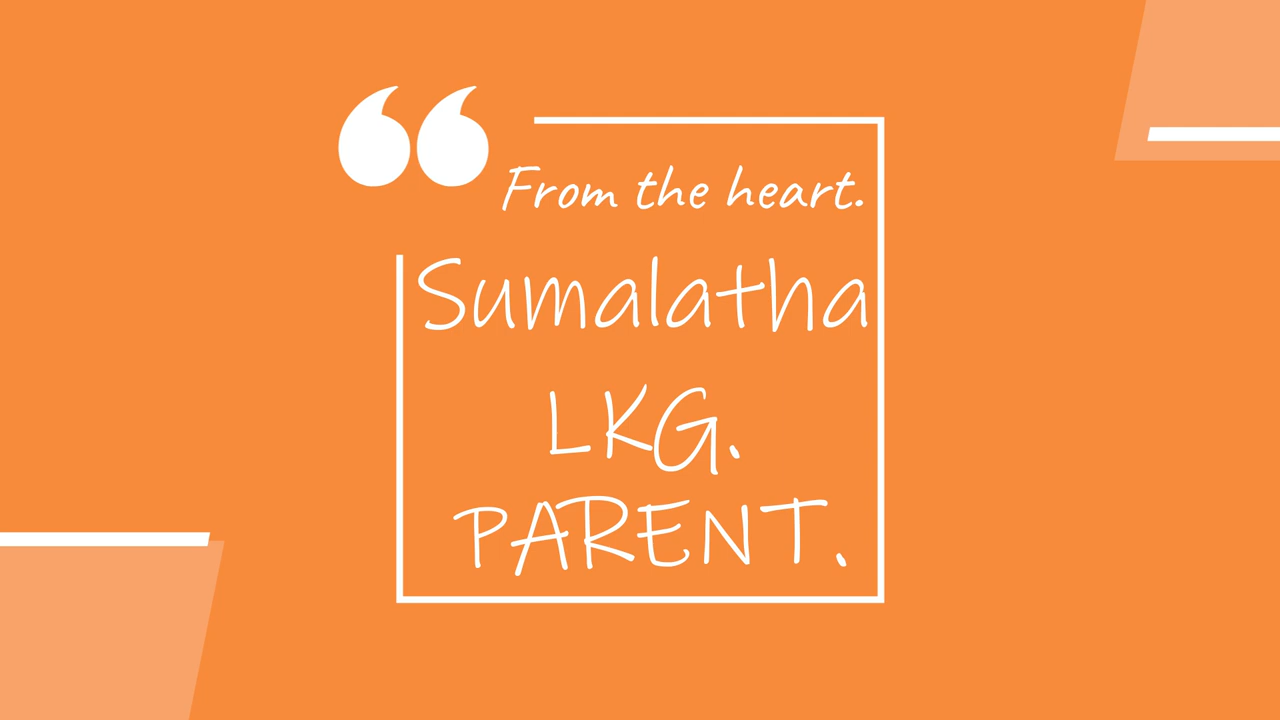 “
From the heart.
Sumalatha
LKG.
PARENT.